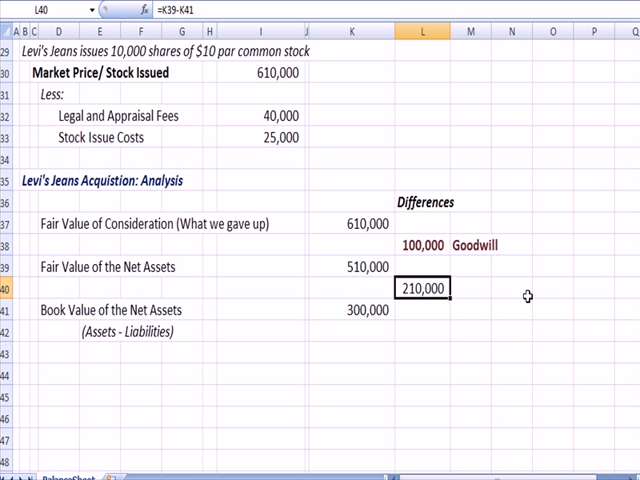 L40 fx =K39-K41
A B C D E F G H I J K L M N O P Q
29 Levi's Jeans issues 10,000 shares of $10 par common stock
30 Market Price/ Stock Issued 610,000
31 Less:
32 Legal and Appraisal Fees 40,000
33 Stock Issue Costs 25,000
34
35 Levi's Jeans Acquistion: Analysis
36 Differences
37 Fair Value of Consideration (What we gave up) 610,000
38 100,000 Goodwill
39 Fair Value of the Net Assets 510,000
40 210,000
41 Book Value of the Net Assets 300,000
42 (Assets - Liabilities)
43
44
45
46
47
48
BalanceSheet